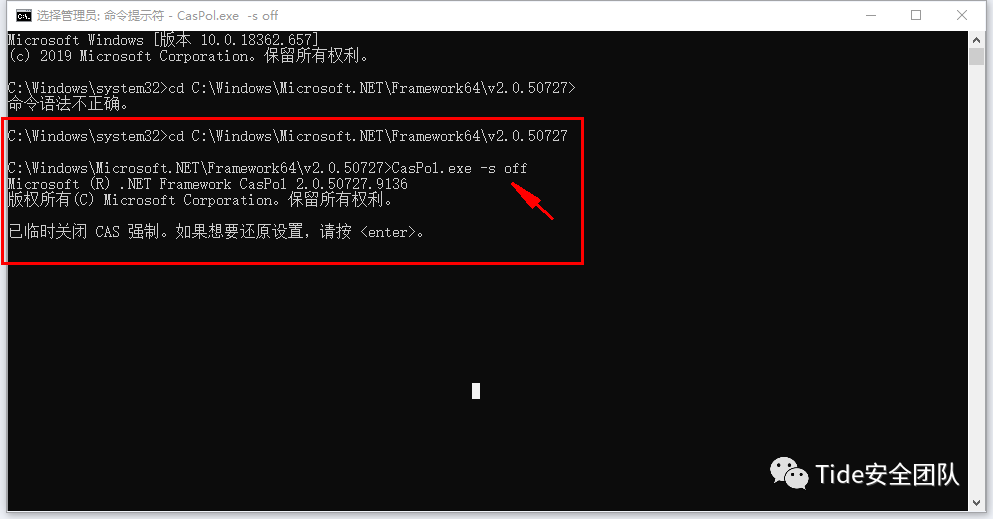 选择管理员: 命令提示符 - CasPol.exe  -s off
Microsoft Windows [版本 10.0.18362.657]
(c) 2019 Microsoft Corporation。保留所有权利。
C:\Windows\system32>cd C:\Windows\Microsoft.NET\Framework64\v2.0.50727>
命令语法不正确。
C:\Windows\system32>cd C:\Windows\Microsoft.NET\Framework64\v2.0.50727
C:\Windows\Microsoft.NET\Framework64\v2.0.50727>CasPol.exe -s off
Microsoft (R) .NET Framework CasPol 2.0.50727.9136
版权所有(C) Microsoft Corporation。保留所有权利。
已临时关闭 CAS 强制。如果想要还原设置，请按 <enter>。
Tide安全团队